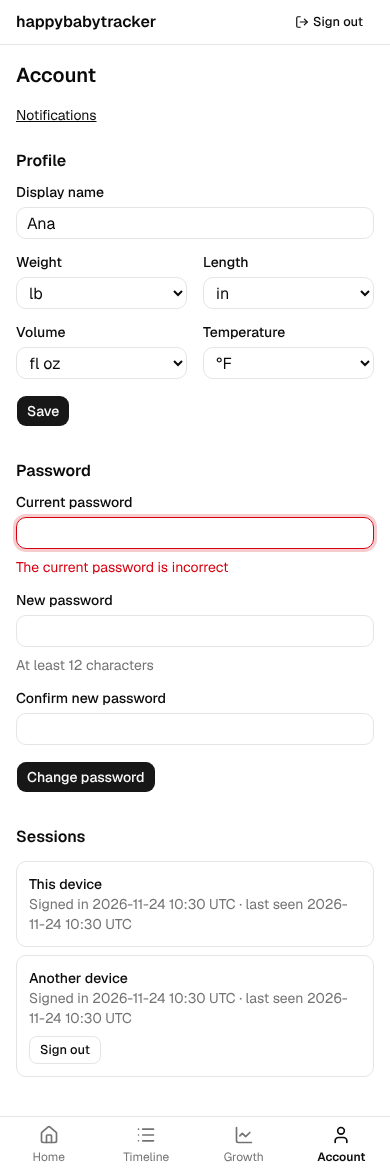 happybabytracker
Sign out
Account
Notifications
Profile
Display name
Ana
Weight
Length
lb
in
Volume
Temperature
fl oz
°F
Save
Password
Current password
The current password is incorrect
New password
At least 12 characters
Confirm new password
Change password
Sessions
This device
Signed in 2026-11-24 10:30 UTC · last seen 2026-
11-24 10:30 UTC
Another device
Signed in 2026-11-24 10:30 UTC · last seen 2026-
11-24 10:30 UTC
Sign out
Home
Timeline
Growth
Account